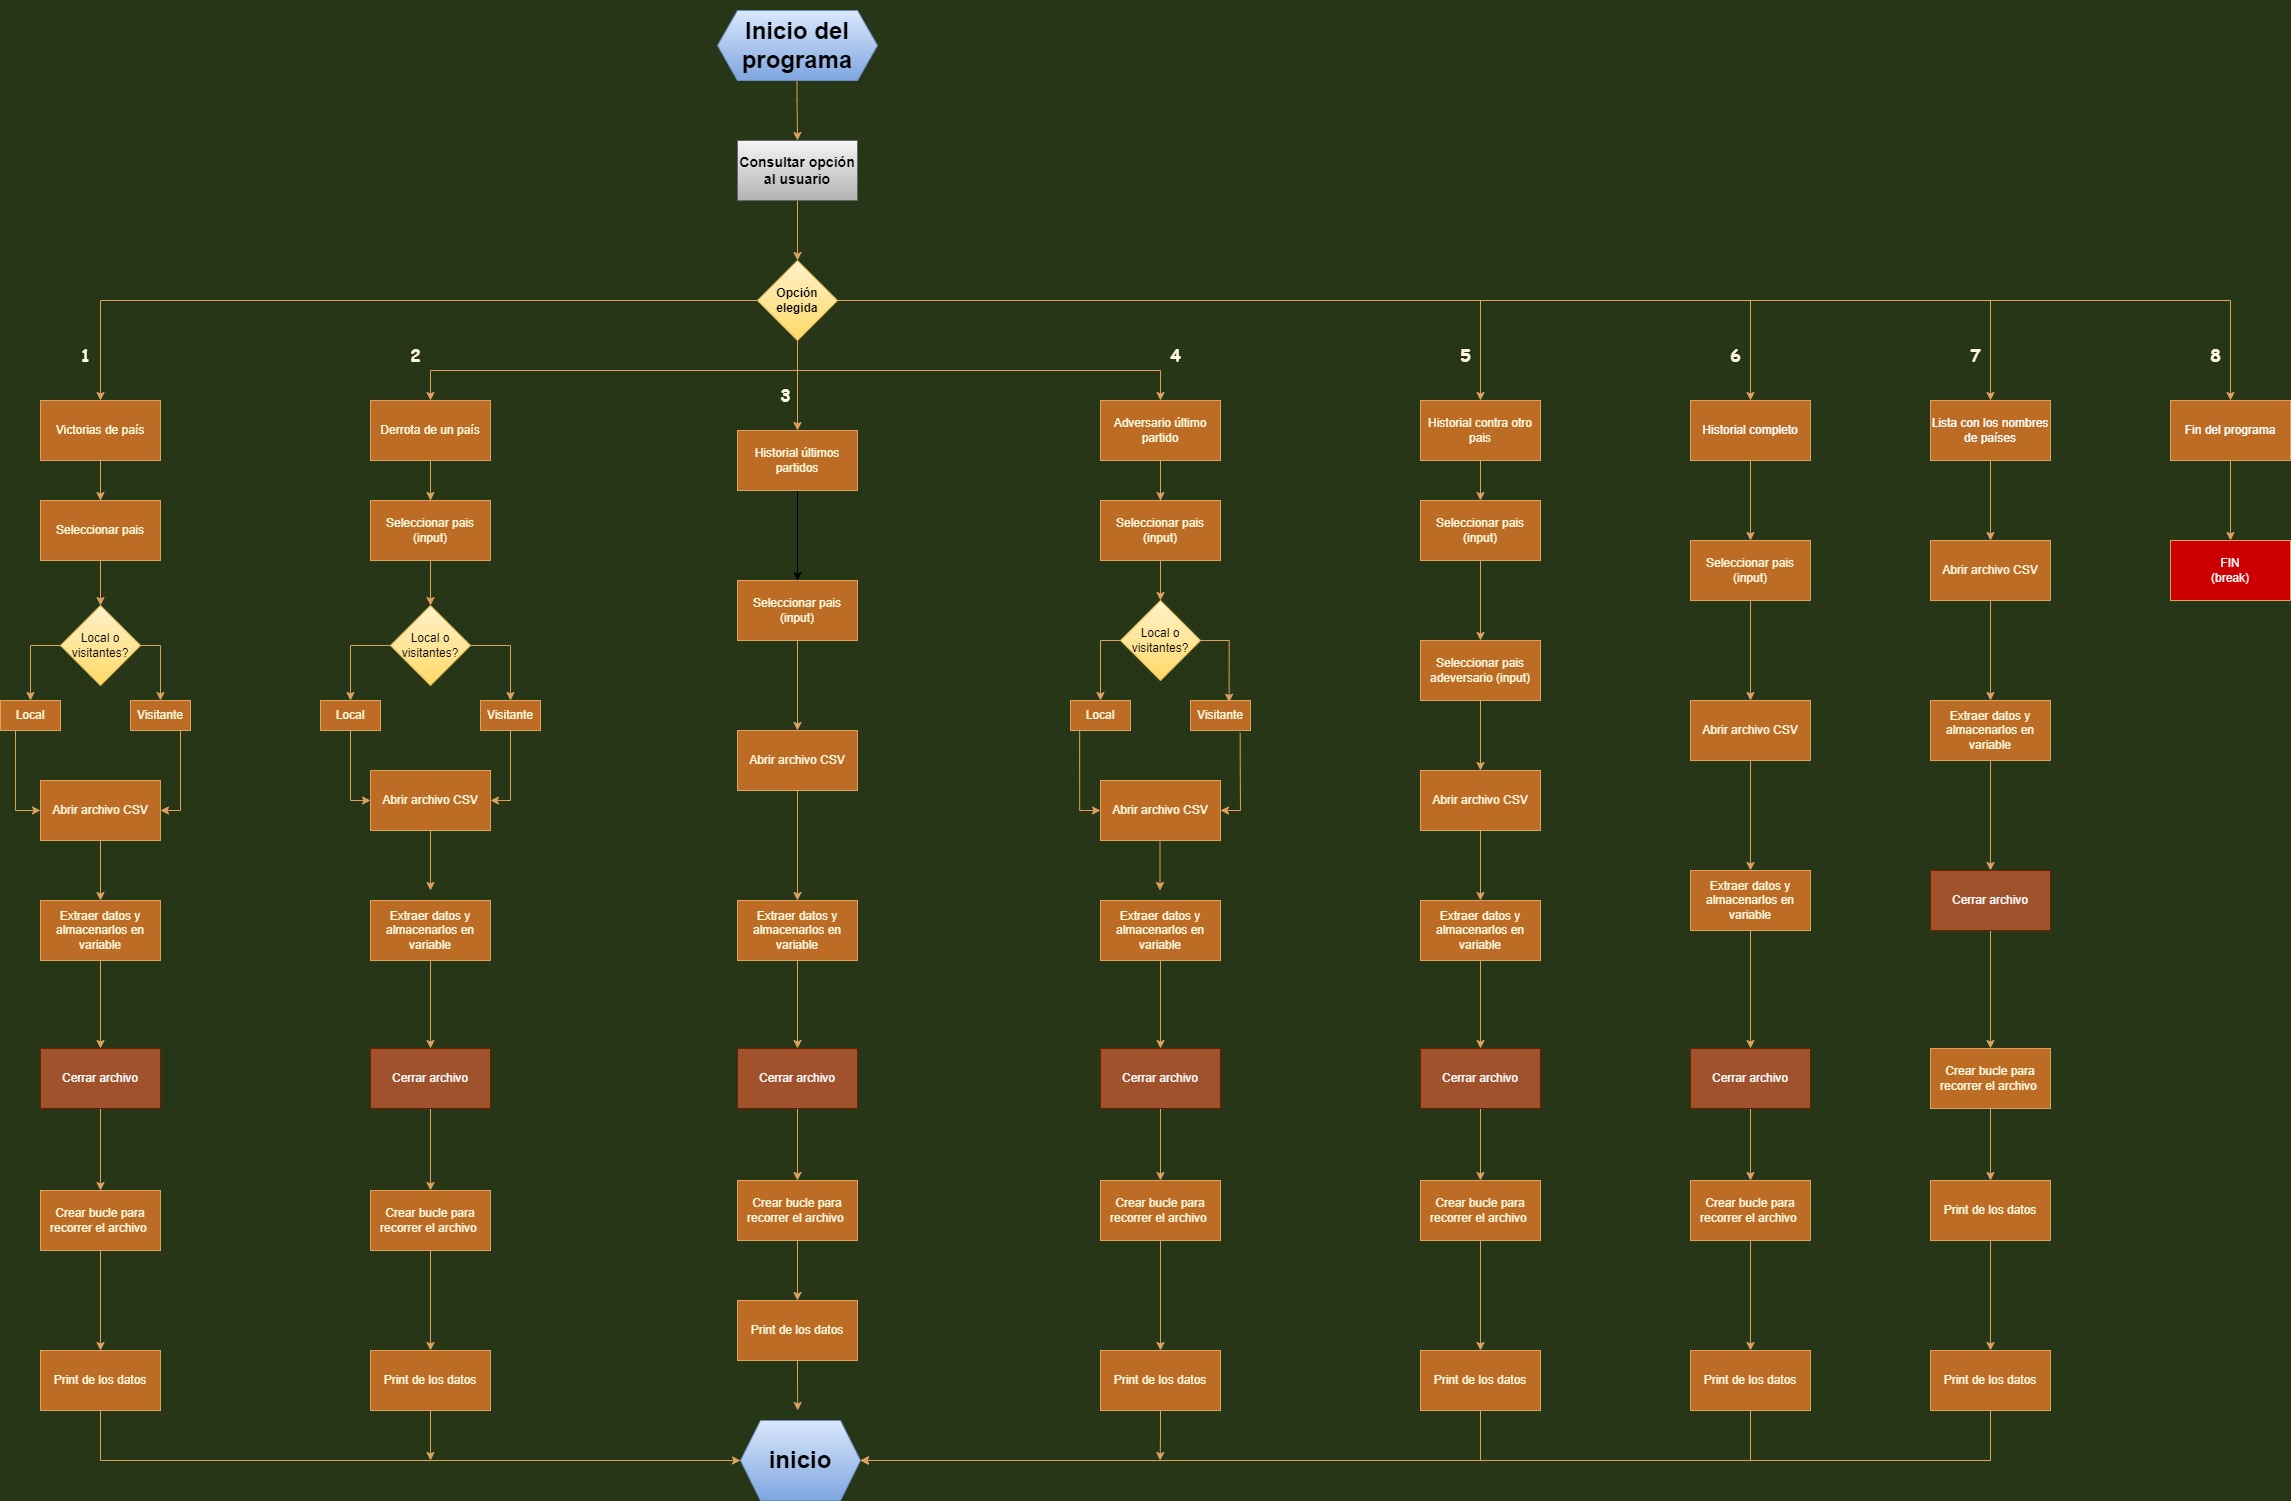 Inicio del
programa
Consultar opción
al usuario
Opción
elegida
1
2
3
4
5
6
7
8
Victorias de país
Seleccionar pais
Local o
visitantes?
Local
Visitante
Abrir archivo CSV
Extraer datos y
almacenarlos en
variable
Cerrar archivo
Crear bucle para
recorrer el archivo
Print de los datos
Derrota de un país
Seleccionar pais
(input)
Local o
visitantes?
Local
Visitante
Abrir archivo CSV
Extraer datos y
almacenarlos en
variable
Cerrar archivo
Crear bucle para
recorrer el archivo
Print de los datos
Historial últimos
partidos
Seleccionar pais
(input)
Abrir archivo CSV
Extraer datos y
almacenarlos en
variable
Cerrar archivo
Crear bucle para
recorrer el archivo
Print de los datos
Adversario último
partido
Seleccionar pais
(input)
Local o
visitantes?
Local
Visitante
Abrir archivo CSV
Extraer datos y
almacenarlos en
variable
Cerrar archivo
Crear bucle para
recorrer el archivo
Print de los datos
Historial contra otro
pais
Seleccionar pais
(input)
Seleccionar pais
adeversario (input)
Abrir archivo CSV
Extraer datos y
almacenarlos en
variable
Cerrar archivo
Crear bucle para
recorrer el archivo
Print de los datos
Historial completo
Seleccionar pais
(input)
Abrir archivo CSV
Extraer datos y
almacenarlos en
variable
Cerrar archivo
Crear bucle para
recorrer el archivo
Print de los datos
Lista con los nombres
de países
Abrir archivo CSV
Extraer datos y
almacenarlos en
variable
Cerrar archivo
Crear bucle para
recorrer el archivo
Print de los datos
Print de los datos
Fin del programa
FIN
(break)
inicio